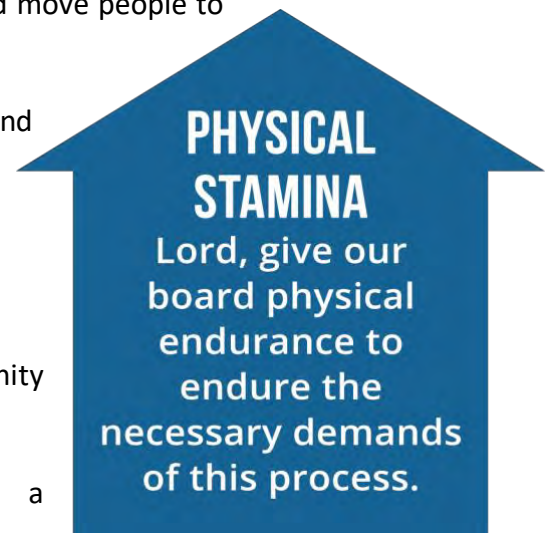 move people to
nd
PHYSICAL
STAMINA
Lord, give our
board physical
endurance to
endure the
nity
necessary demands
of this process.
a